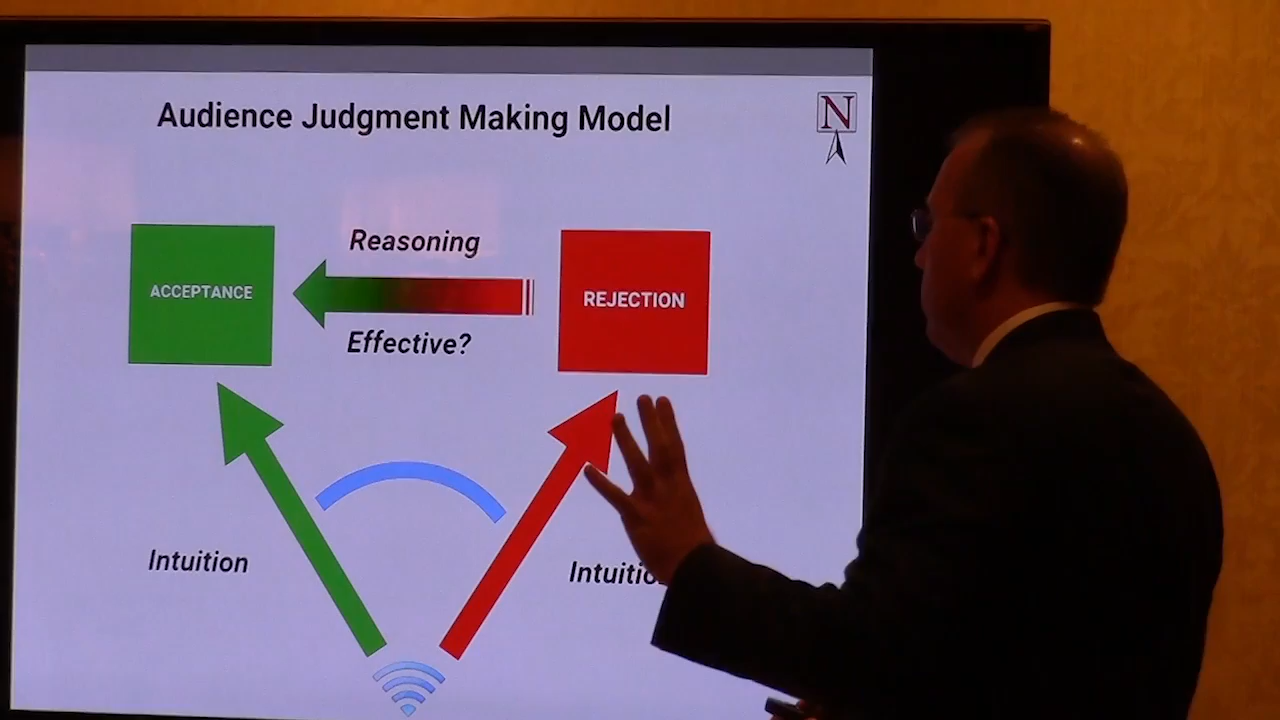 Audience Judgment Making Model
N
Reasoning
ACCEPTANCE
REJECTION
Effective?
Intuition